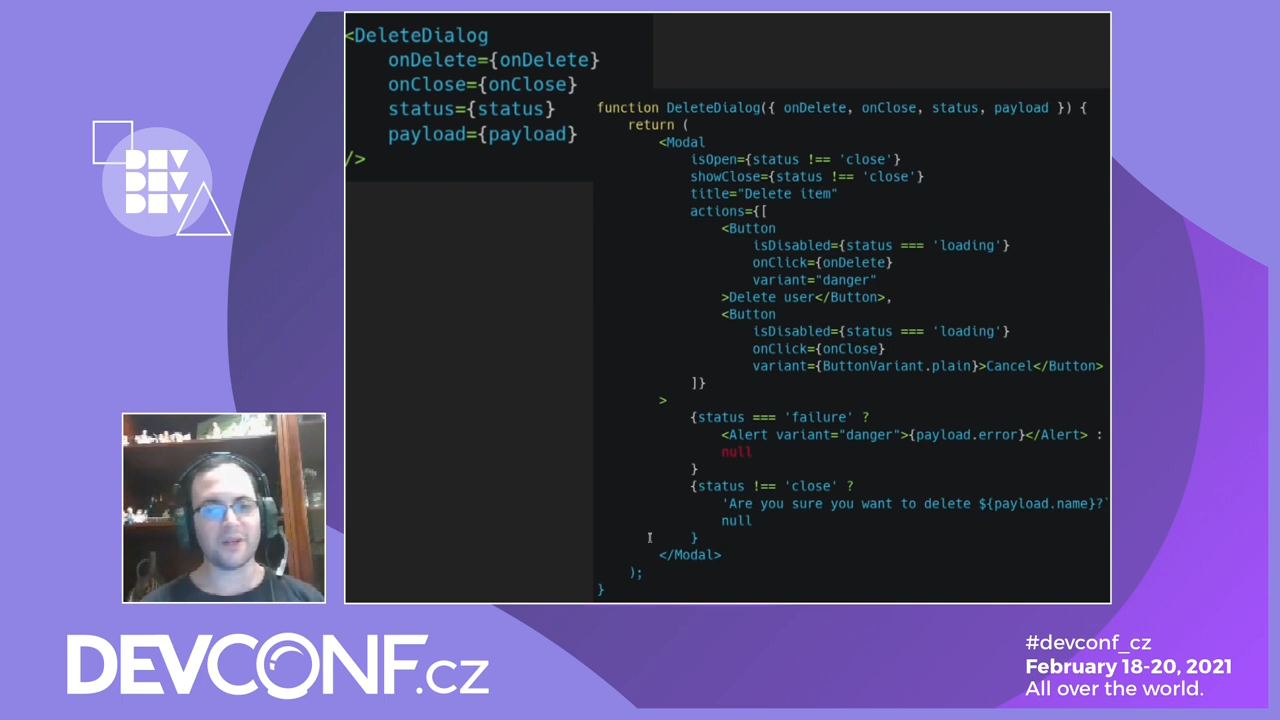 DEV
DEV
DEV
<DeleteDialog
onDelete={onDelete}
onClose={onClose}
status={status}
payload={payload}
/>
function DeleteDialog({ onDelete, onClose, status, payload }) {
return (
<Modal
isOpen={status !== 'close'}
showClose={status !== 'close'}
title="Delete item"
actions={[
<Button
isDisabled={status === 'loading'}
onClick={onDelete}
variant="danger"
>Delete user</Button>,
<Button
isDisabled={status === 'loading'}
onClick={onClose}
variant={ButtonVariant.plain}>Cancel</Button>
]}
>
{status === 'failure' ?
<Alert variant="danger">{payload.error}</Alert> :
null
}
{status !== 'close' ?
'Are you sure you want to delete ${payload.name}?`
null
}
</Modal>
);
}
DEVCONF.cz
#devconf_cz
February 18-20, 2021
All over the world.